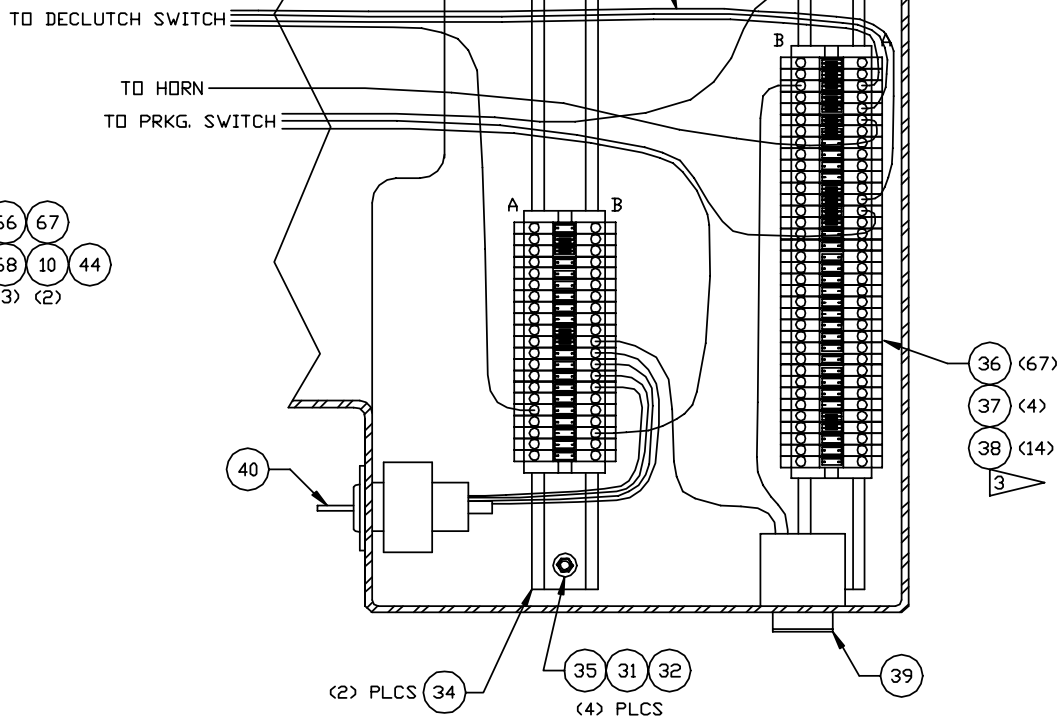 TO DECLUTCH SWITCH
B A
TO HORN
TO PRKG. SWITCH
A B
67
10 44
(2)
36 (67)
37 (4)
38 (14)
3
40
35 31 32
39
(2) PLCS 34
(4) PLCS